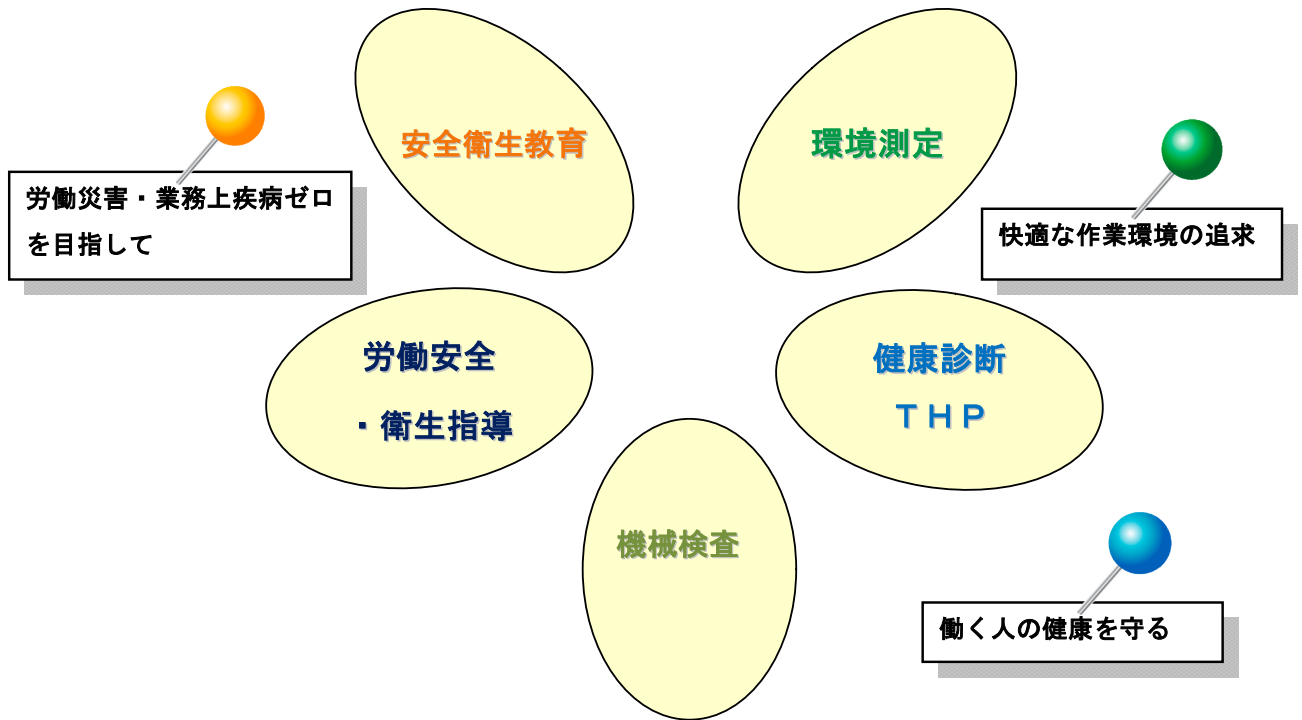 安全衛生教育
環境測定
労働災害・業務上疾病ゼロ
を目指して
快適な作業環境の追求
労働安全
・衛生指導
健康診断
ＴＨＰ
機械検査
働く人の健康を守る